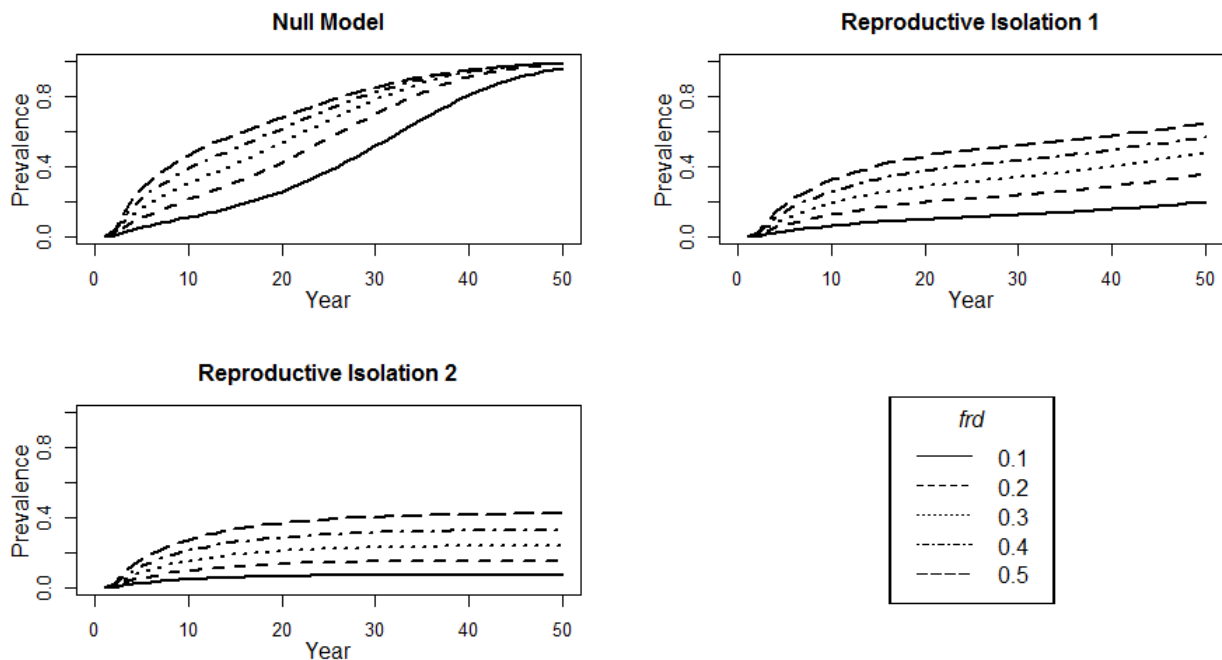 Null Model
Prevalence
0.0 0.4 0.8
0 10 20 30 40 50
Year
Reproductive Isolation 1
Prevalence
0.0 0.4 0.8
0 10 20 30 40 50
Year
Reproductive Isolation 2
Prevalence
0.0 0.4 0.8
0 10 20 30 40 50
Year
frd
0.1
0.2
0.3
0.4
0.5